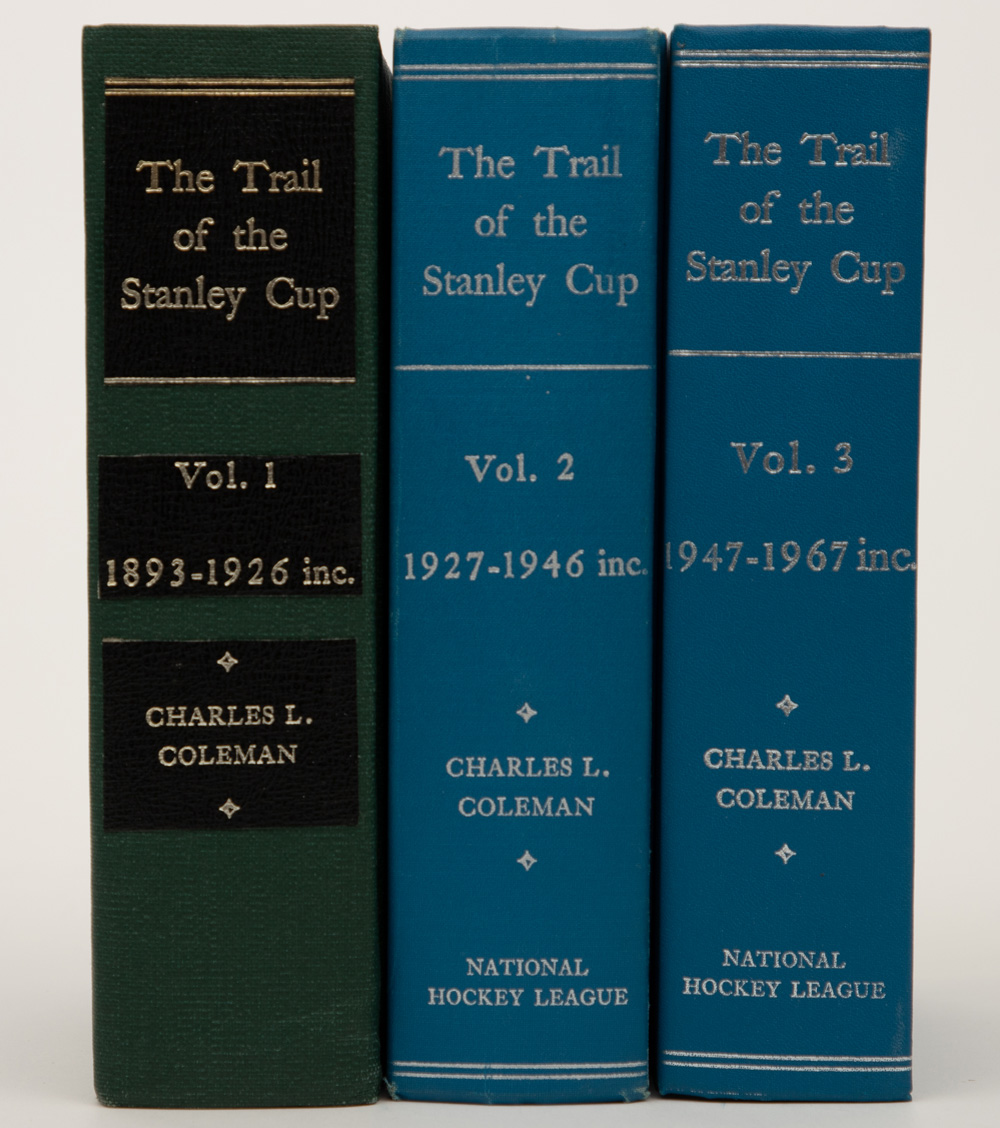 The Trail
of the
Stanley Cup
Vol. 1
1893-1926 inc.
CHARLES L.
COLEMAN
The Trail
of the
Stanley Cup
Vol. 2
1927-1946 inc.
CHARLES L.
COLEMAN
NATIONAL
HOCKEY LEAGUE
The Trail
of the
Stanley Cup
Vol. 3
1947-1967 inc.
CHARLES L.
COLEMAN
NATIONAL
HOCKEY LEAGUE